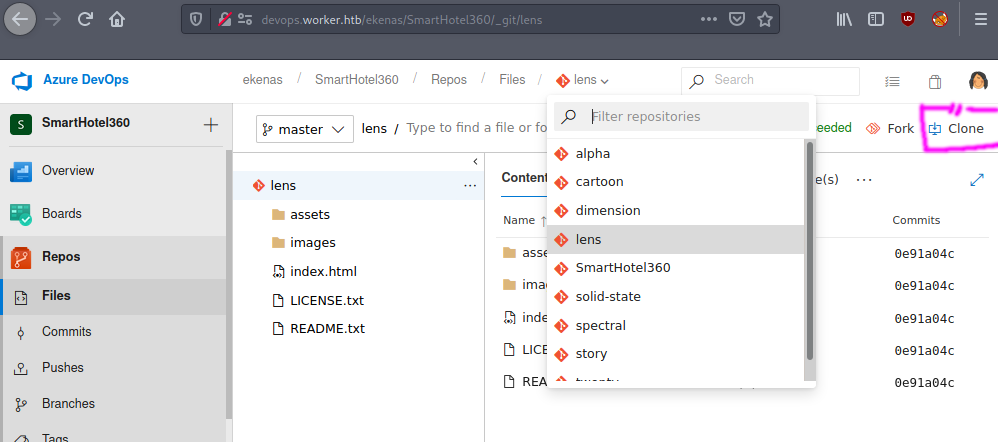 devops.worker.htb/ekenas/SmartHotel360/_git/lens
Azure DevOps
ekenas / SmartHotel360 / Repos / Files / lens
Search
SmartHotel360
S
master
lens / Type to find a file or fo
eeded
Fork
Clone
Filter repositories
alpha
cartoon
dimension
lens
SmartHotel360
solid-state
spectral
story
Overview
Boards
Repos
Files
Commits
Pushes
Branches
Tags
lens
assets
images
index.html
LICENSE.txt
README.txt
Conten
e(s)
Name
Commits
asse
0e91a04c
ima
0e91a04c
inde
0e91a04c
LICE
0e91a04c
REA
0e91a04c